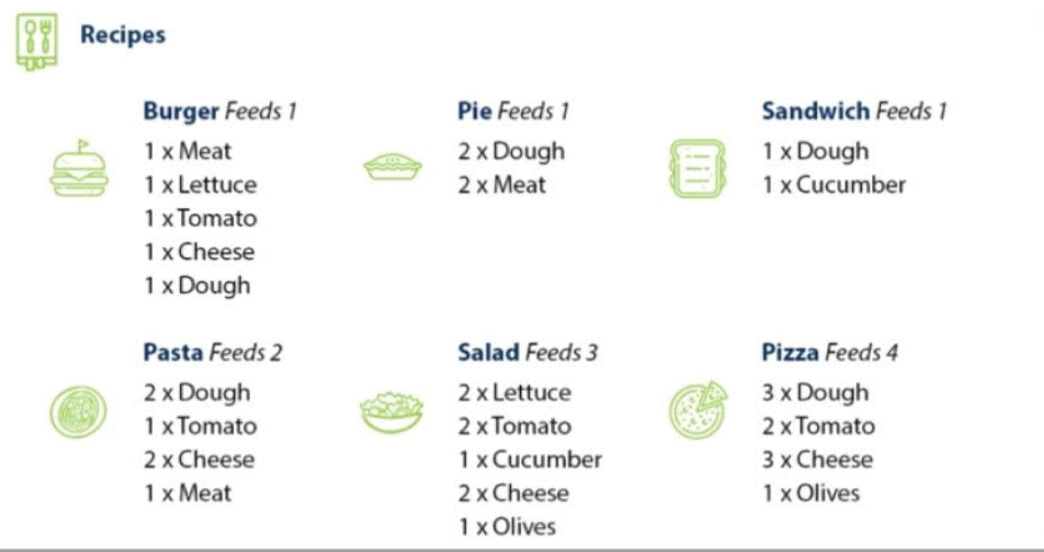 Recipes
Burger Feeds 1
1 x Meat
1 x Lettuce
1 x Tomato
1 x Cheese
1 x Dough
Pie Feeds 1
2 x Dough
2 x Meat
Sandwich Feeds 1
1 x Dough
1 x Cucumber
Pasta Feeds 2
2 x Dough
1 x Tomato
2 x Cheese
1 x Meat
Salad Feeds 3
2 x Lettuce
2 x Tomato
1 x Cucumber
2 x Cheese
1 x Olives
Pizza Feeds 4
3 x Dough
2 x Tomato
3 x Cheese
1 x Olives